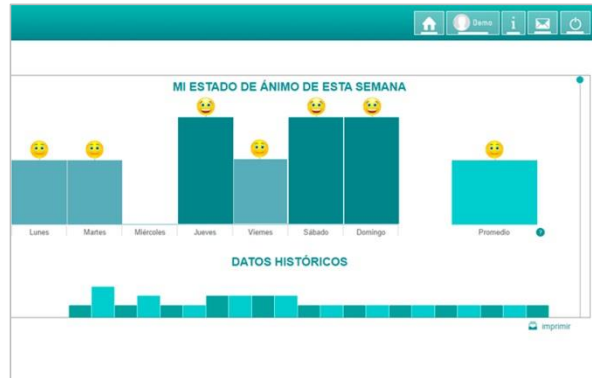 Demo
i
MI ESTADO DE ÁNIMO DE ESTA SEMANA
Lunes Martes Miércoles Jueves Viernes Sábado Domingo Promedio ?
DATOS HISTÓRICOS
imprimir